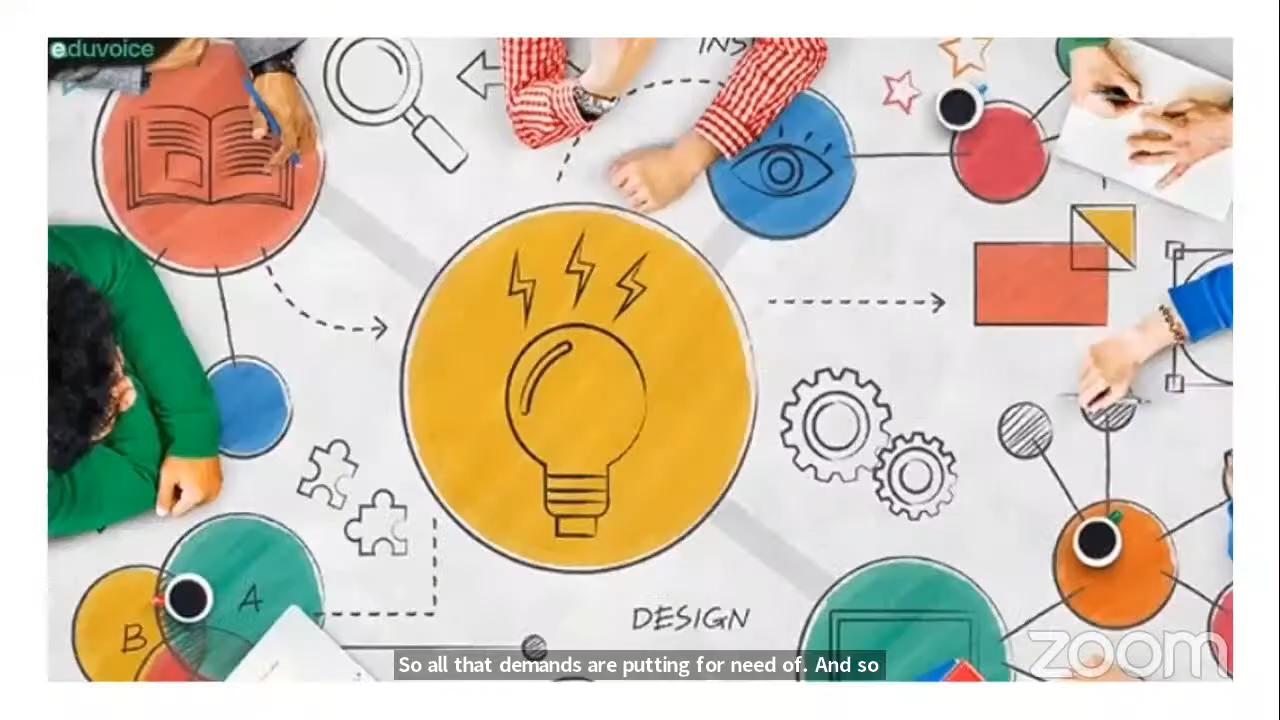 eduvoice
INS
A
B
DESIGN
So all that demands are putting for need of. And so
zoom